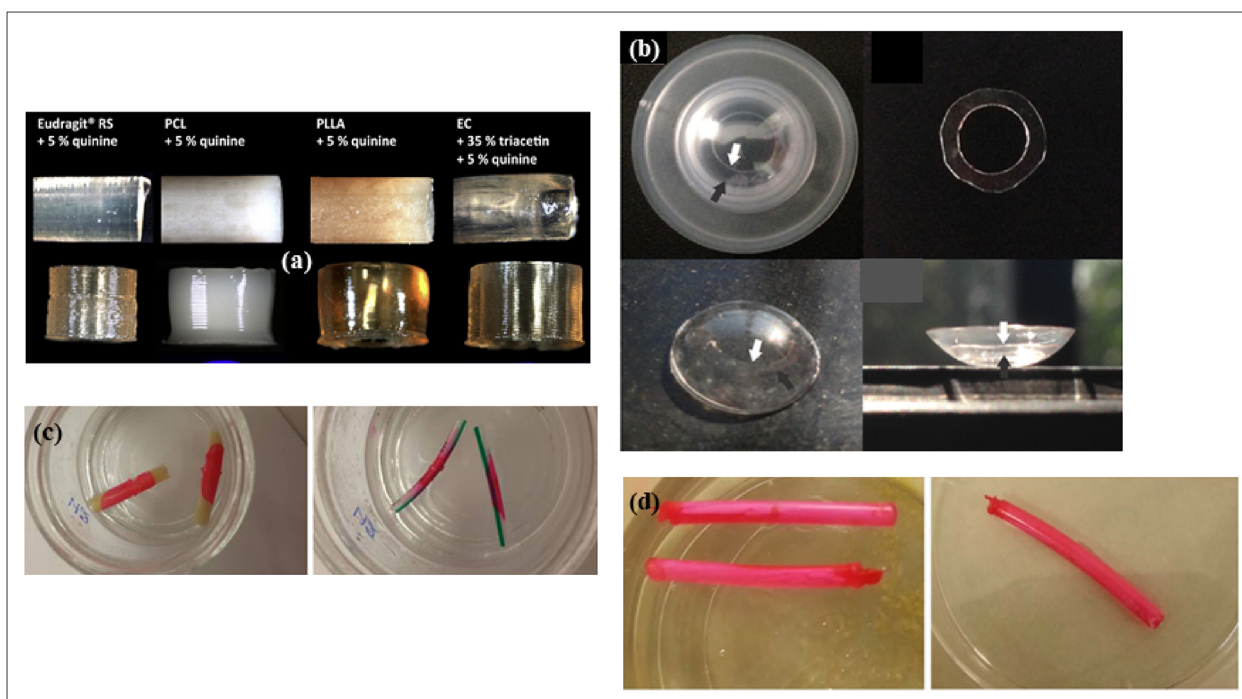 Eudragit® RS
+ 5 % quinine
PCL
+ 5 % quinine
PLLA
+ 5 % quinine
EC
+ 35 % triacetin
+ 5 % quinine
(a)
(b)
(c)
(d)